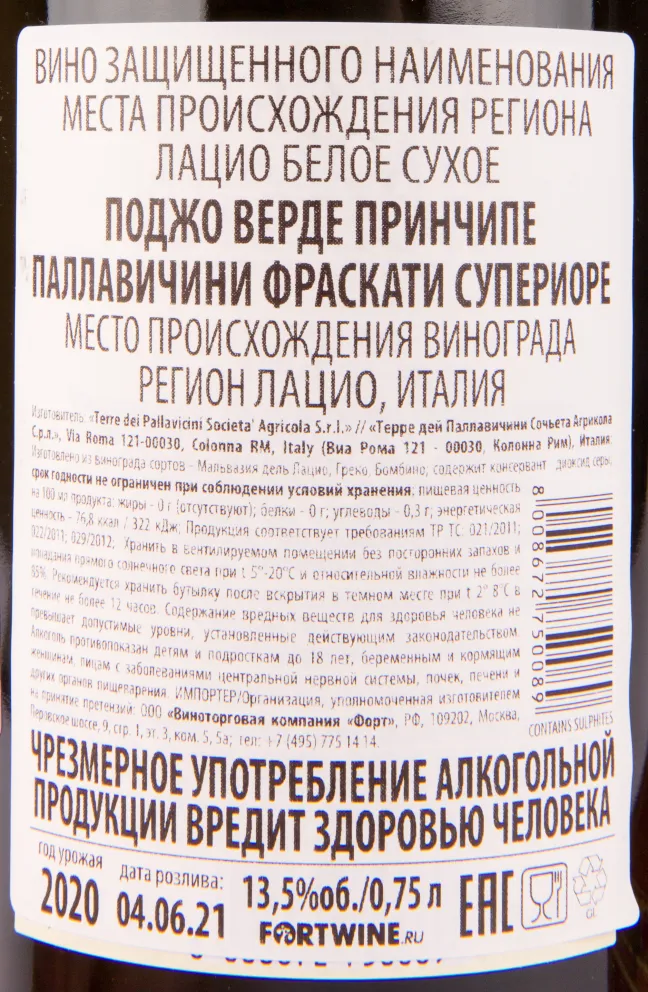 ВИНО ЗАЩИЩЕННОГО НАИМЕНОВАНИЯ
МЕСТА ПРОИСХОЖДЕНИЯ РЕГИОНА
ЛАЦИО БЕЛОЕ СУХОЕ
ПОДЖО ВЕРДЕ ПРИНЧИПЕ
ПАЛЛАВИЧИНИ ФРАСКАТИ СУПЕРИОРЕ
МЕСТО ПРОИСХОЖДЕНИЯ ВИНОГРАДА
РЕГИОН ЛАЦИО, ИТАЛИЯ
Изготовитель: «Terre dei Pallavicini Societa' Agricola S.r.l.» // «Терре дей Паллавичини Сочьета Агрикола
С.р.л.», Via Roma 121-00030, Colonna RM, Italy (Виа Рома 121 - 00030, Колонна Рим), Италия.
Изготовлено из винограда сортов - Мальвазия дель Лацио, Греко, Бомбино; содержит консервант диоксид серы,
срок годности не ограничен при соблюдении условий хранения; пищевая ценность
на 100 мл продукта: жиры - 0 г (отсутствуют); белки - 0 г; углеводы - 0,3 г; энергетическая
ценность - 76,8 ккал / 322 кДж; Продукция соответствует требованиям ТР ТС: 021/2011;
022/2011; 029/2012; Хранить в вентилируемом помещении без посторонних запахов и
попадания прямого солнечного света при t 5°-20°С и относительной влажности не более
85%. Рекомендуется хранить бутылку после вскрытия в темном месте при t 2° 8°С в
течение не более 12 часов. Содержание вредных веществ для здоровья человека не
превышает допустимые уровни, установленные действующим законодательством.
Алкоголь противопоказан детям и подросткам до 18 лет, беременным и кормящим
женщинам, лицам с заболеваниями центральной нервной системы, почек, печени и
других органов пищеварения. ИМПОРТЕР/Организация, уполномоченная изготовителем
на принятие претензий: ООО «Виноторговая компания «Форт», РФ, 109202, Москва,
Перовское шоссе, 9, стр. 1, эт. 3, ком. 5, 5а; тел: +7 (495) 775 14 14.
8 008672 750089
CONTAINS SULPHITES
ЧРЕЗМЕРНОЕ УПОТРЕБЛЕНИЕ АЛКОГОЛЬНОЙ
ПРОДУКЦИИ ВРЕДИТ ЗДОРОВЬЮ ЧЕЛОВЕКА
год урожая
2020
дата розлива:
04.06.21
13,5%об./0,75 л
FORTWINE.RU
EAC
GL